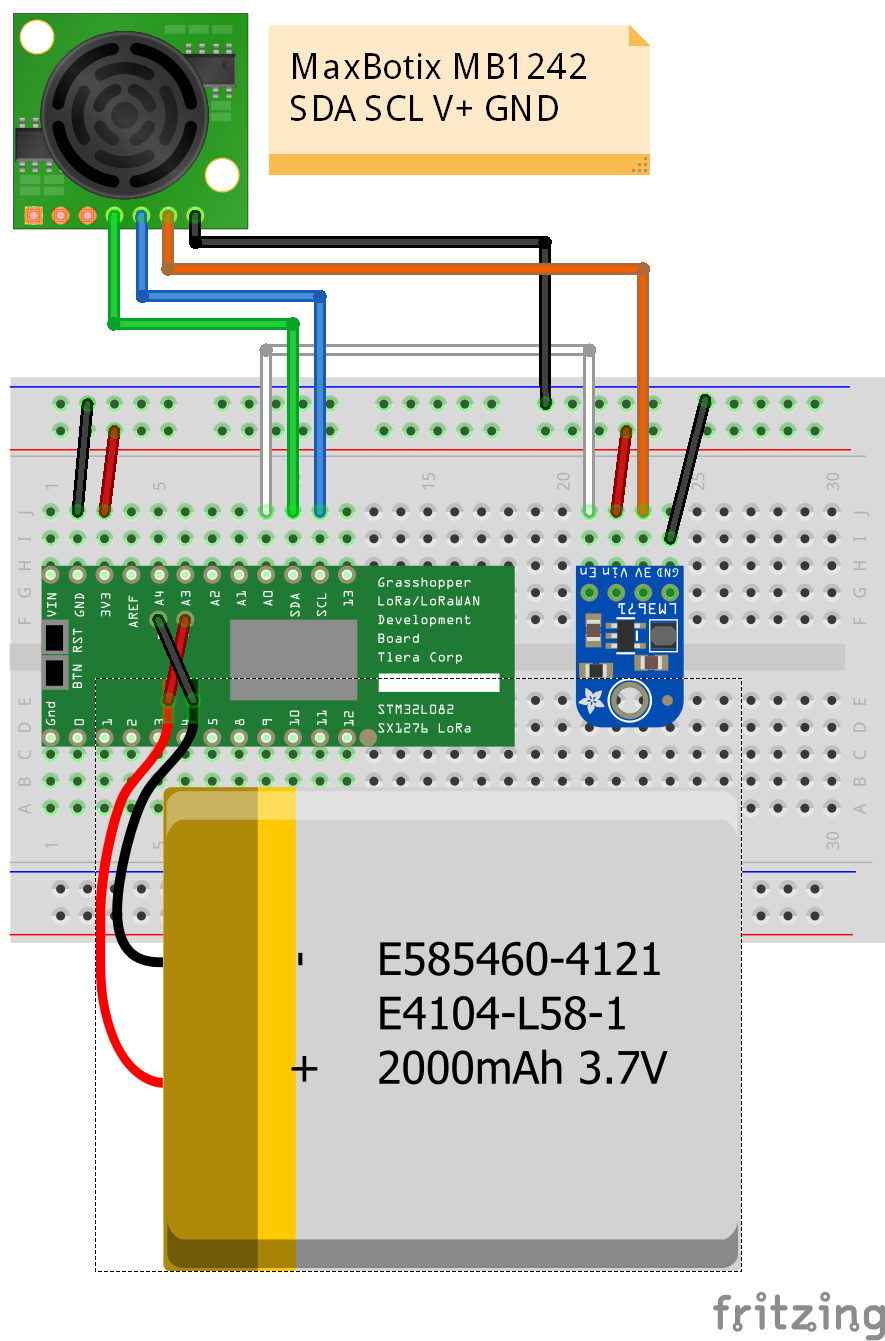 MaxBotix MB1242
SDA SCL V+ GND
1
5
15
20
25
30
J
J
I
I
H
H
G
G
F
F
VIN
GND
3V3
AREF
A4
A3
A2
A1
A0
SDA
SCL
13
Grasshopper
LoRa/LoRaWAN
Development
Board
Tlera Corp
RST
BTN
STM32L082
SX1276 LoRa
Gnd
0
1
2
3
5
8
9
10
11
12
En
Vin
3V
GND
LM3671
E
E
D
D
C
C
B
B
A
A
1
5
30
-
+
E585460-4121
E4104-L58-1
2000mAh 3.7V
fritzing